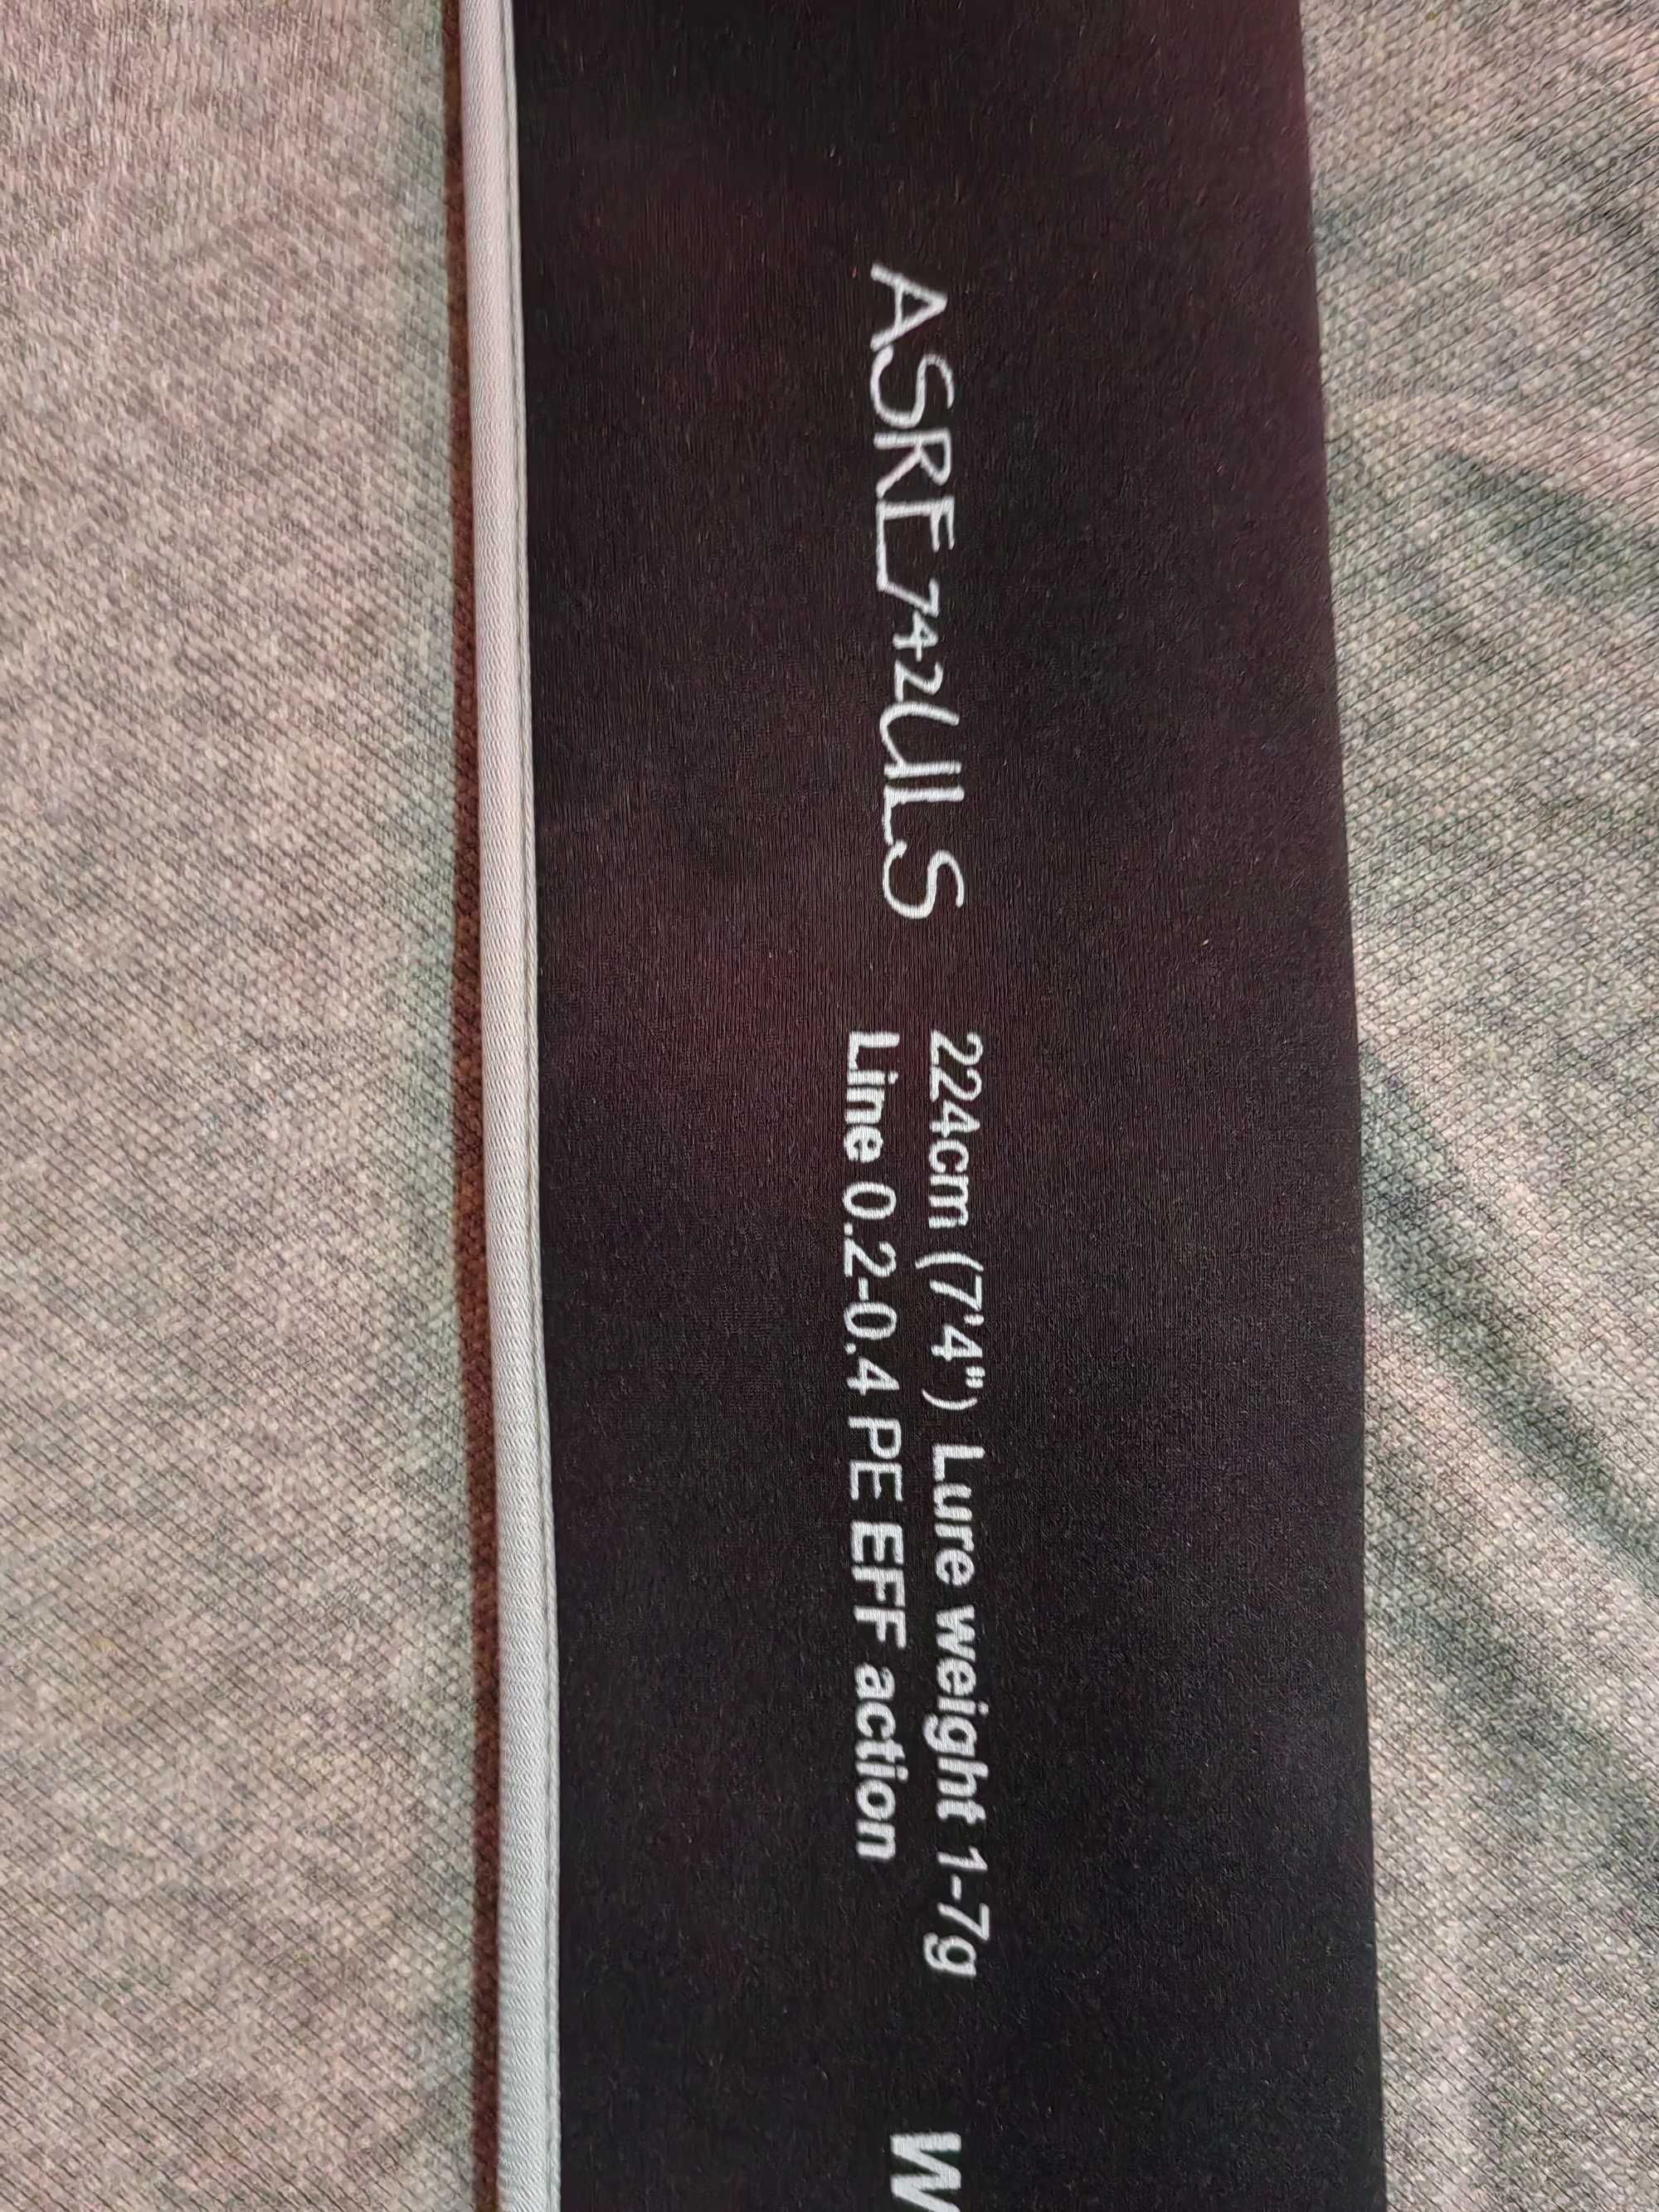 ASRE742ULS
224cm (7'4") Lure weight 1-7g
Line 0.2-0.4 PE EFF action
W